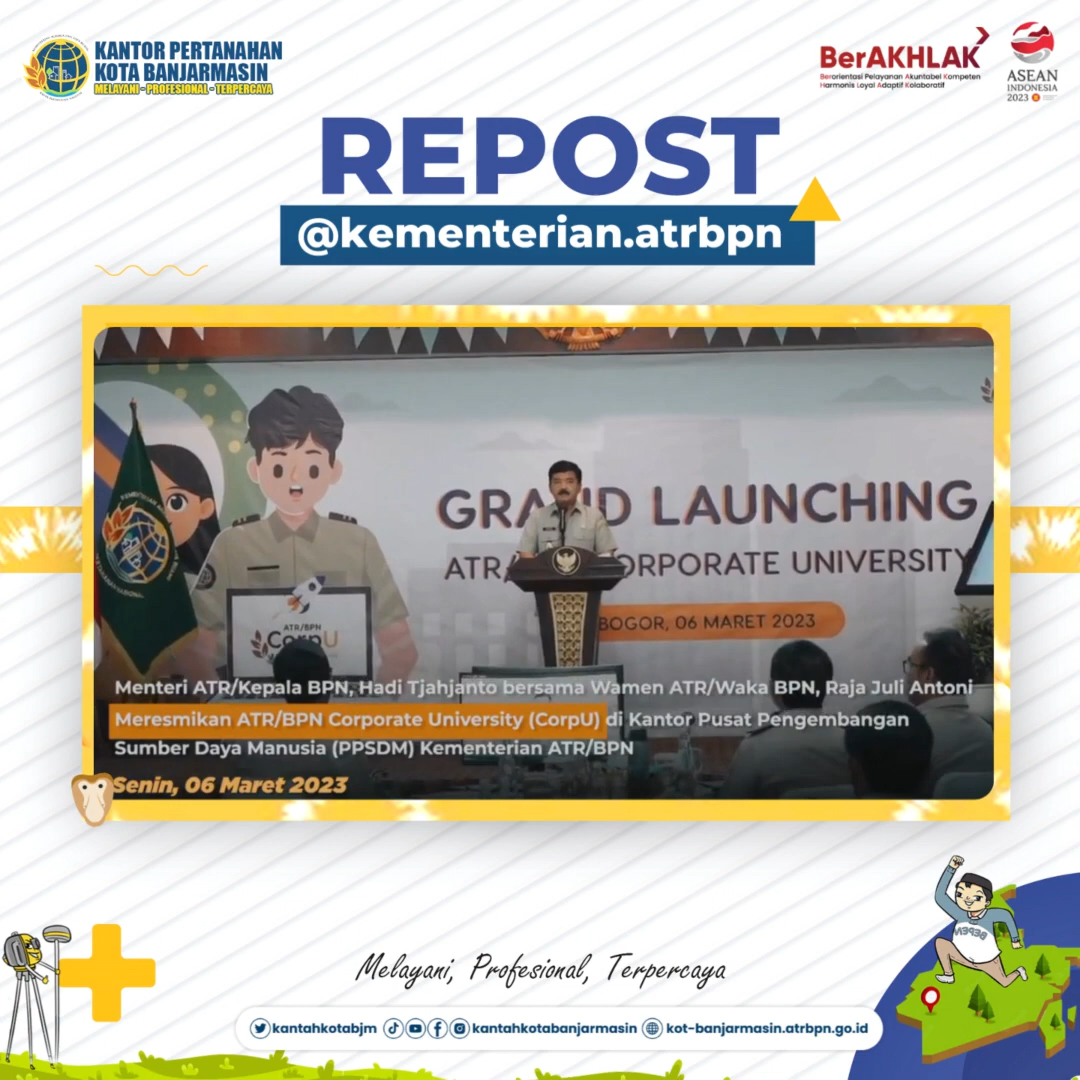 KANTOR PERTANAHAN
KOTA BANJARMASIN
MELAYANI - PROFESIONAL - TERPERCAYA
BerAKHLAK
Berorientasi Pelayanan Akuntabel Kompeten
Harmonis Loyal Adaptif Kolaboratif
ASEAN
INDONESIA
2023
REPOST
@kementerian.atrbpn
GRAND LAUNCHING
ATR/ CORPORATE UNIVERSITY
BOGOR, 06 MARET 2023
ATR/BPN
CorpU
Menteri ATR/Kepala BPN, Hadi Tjahjanto bersama Wamen ATR/Waka BPN, Raja Juli Antoni
Meresmikan ATR/BPN Corporate University (CorpU) di Kantor Pusat Pengembangan
Sumber Daya Manusia (PPSDM) Kementerian ATR/BPN
Senin, 06 Maret 2023
BEPEN
Melayani, Profesional, Terpercaya
kantahkotabjm kantahkotabanjarmasin kot-banjarmasin.atrbpn.go.id